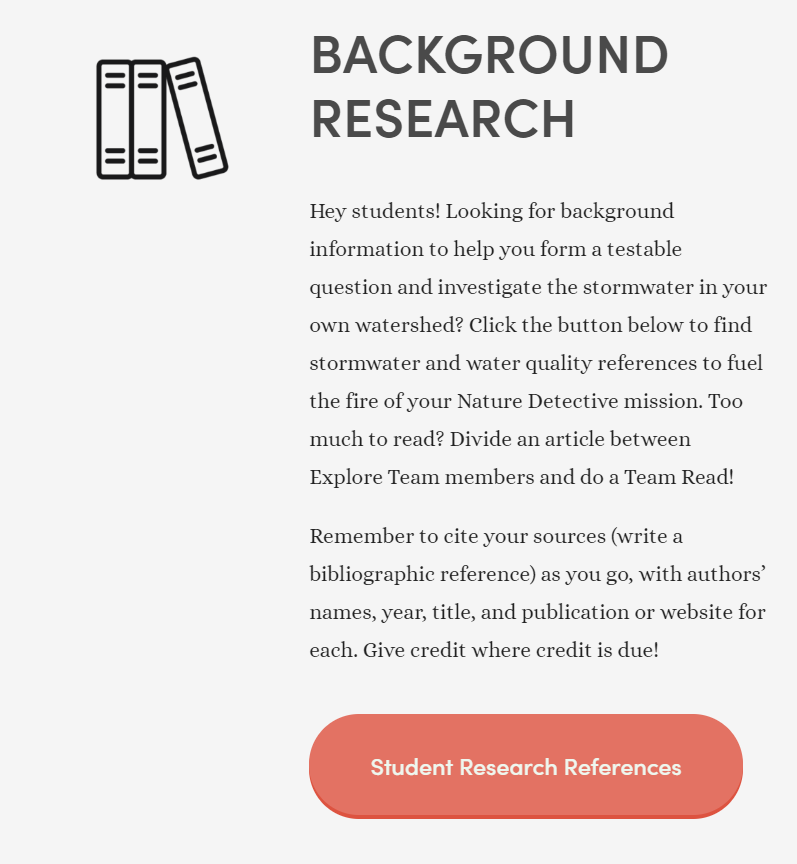 BACKGROUND
RESEARCH
Hey students! Looking for background
information to help you form a testable
question and investigate the stormwater in your
own watershed? Click the button below to find
stormwater and water quality references to fuel
the fire of your Nature Detective mission. Too
much to read? Divide an article between
Explore Team members and do a Team Read!
Remember to cite your sources (write a
bibliographic reference) as you go, with authors’
names, year, title, and publication or website for
each. Give credit where credit is due!
Student Research References